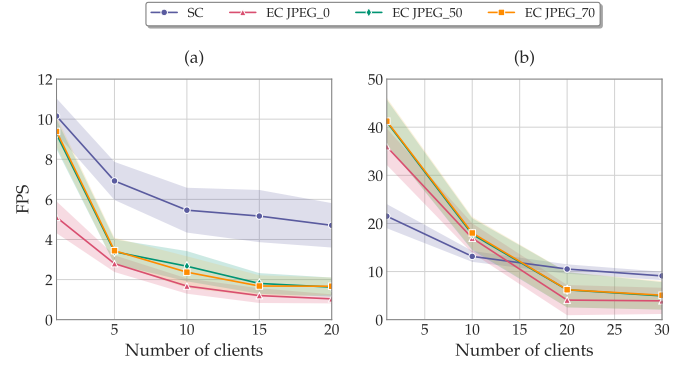 SC EC JPEG_0 EC JPEG_50 EC JPEG_70
(a) (b)
12 50
10 40
8
30
6
20
4
10
2
0 0
FPS
5 10 15 20 5 10 15 20 25 30
Number of clients Number of clients